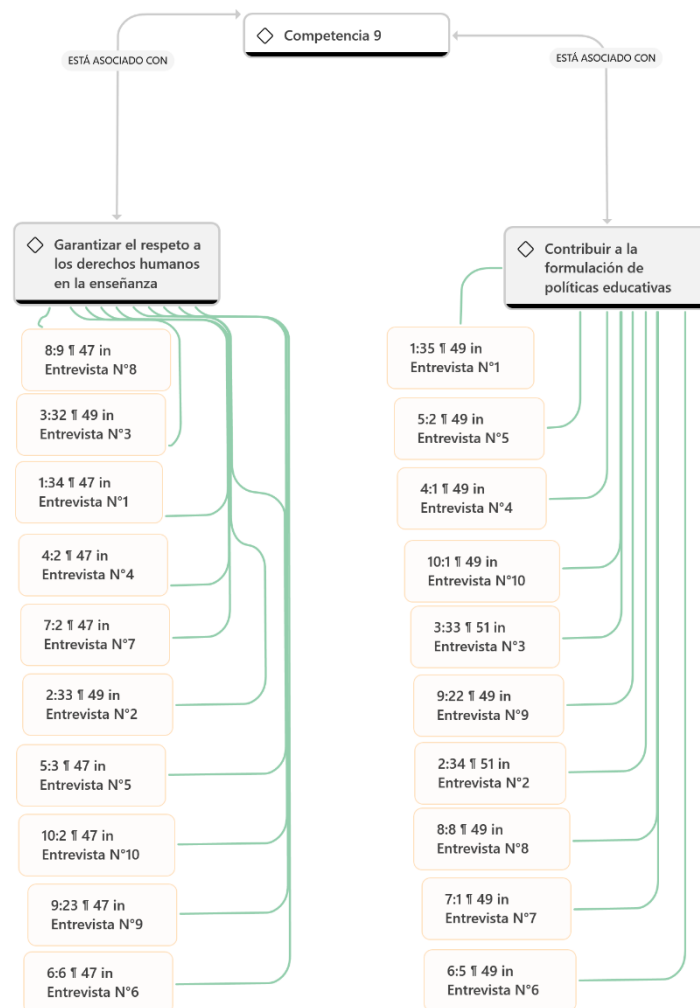 Competencia 9
ESTÁ ASOCIADO CON
ESTÁ ASOCIADO CON
Garantizar el respeto a
los derechos humanos
en la enseñanza
8:9 ¶ 47 in
Entrevista N°8
3:32 ¶ 49 in
Entrevista N°3
1:34 ¶ 47 in
Entrevista N°1
4:2 ¶ 47 in
Entrevista N°4
7:2 ¶ 47 in
Entrevista N°7
2:33 ¶ 49 in
Entrevista N°2
5:3 ¶ 47 in
Entrevista N°5
10:2 ¶ 47 in
Entrevista N°10
9:23 ¶ 47 in
Entrevista N°9
6:6 ¶ 47 in
Entrevista N°6
Contribuir a la
formulación de
políticas educativas
1:35 ¶ 49 in
Entrevista N°1
5:2 ¶ 49 in
Entrevista N°5
4:1 ¶ 49 in
Entrevista N°4
10:1 ¶ 49 in
Entrevista N°10
3:33 ¶ 51 in
Entrevista N°3
9:22 ¶ 49 in
Entrevista N°9
2:34 ¶ 51 in
Entrevista N°2
8:8 ¶ 49 in
Entrevista N°8
7:1 ¶ 49 in
Entrevista N°7
6:5 ¶ 49 in
Entrevista N°6